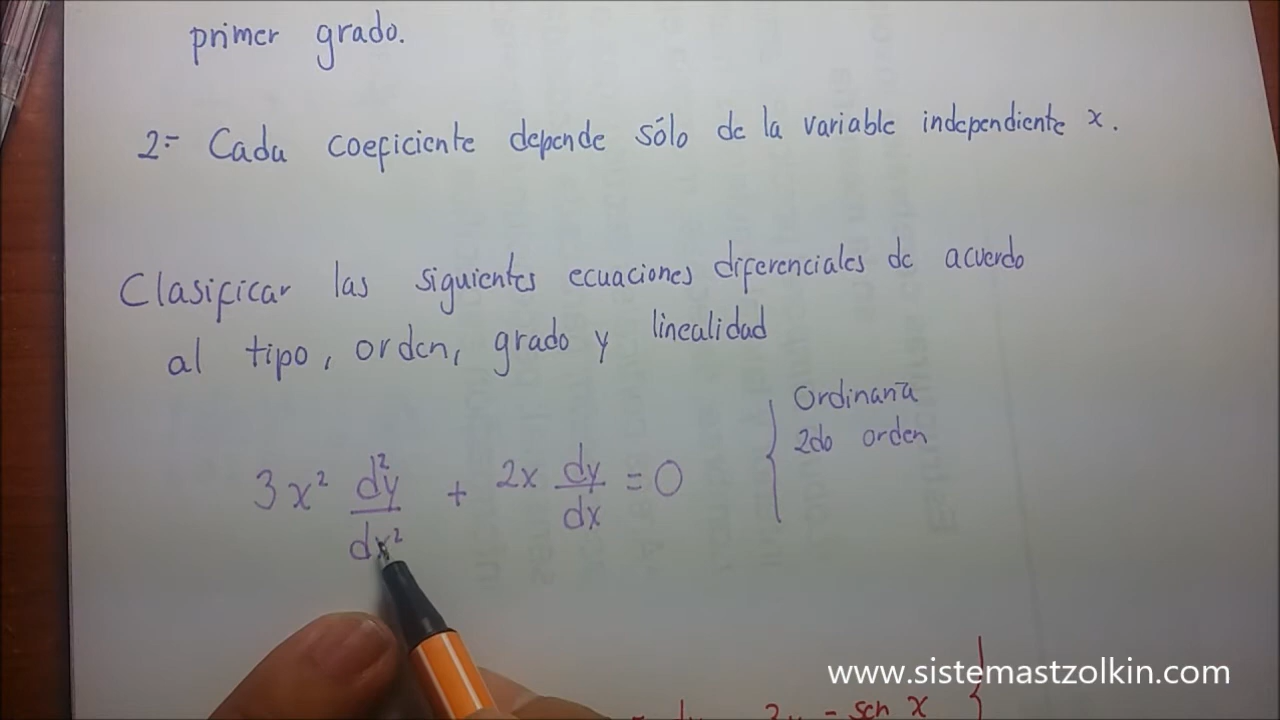 primer grado.
2.- Cada coeficiente depende sólo de la variable independiente x.
Clasificar las siguientes ecuaciones diferenciales de acuerdo
al tipo, orden, grado y linealidad
3x² d²y/dx² + 2x dy/dx = 0
Ordinaria
2do orden
www.sistemastzolkin.com
sen x